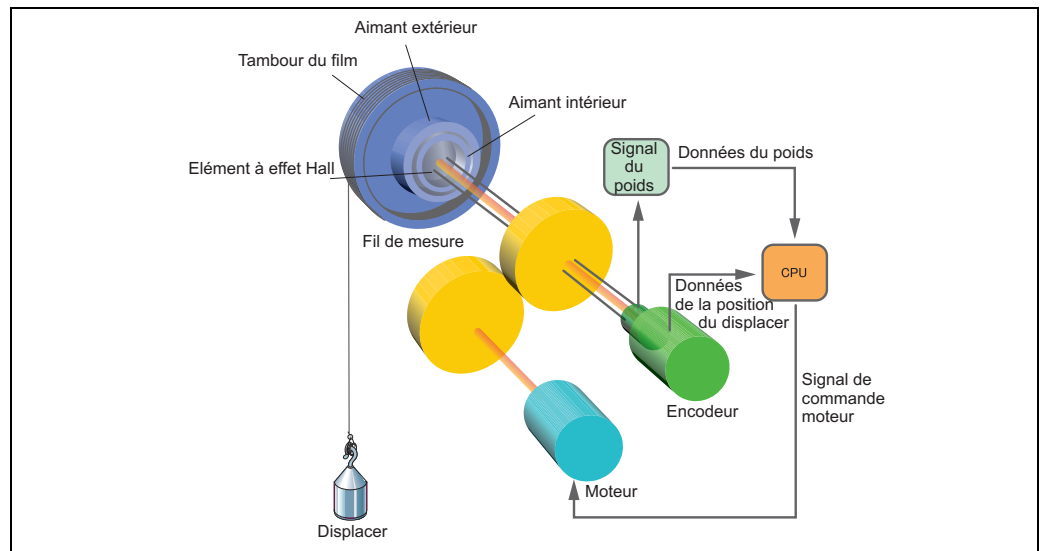 Aimant extérieur
Tambour du film
Aimant intérieur
Elément à effet Hall
Signal
du
poids
Données du poids
Fil de mesure
CPU
Données
de la position
du displacer
Signal de
commande
moteur
Encodeur
Moteur
Displacer